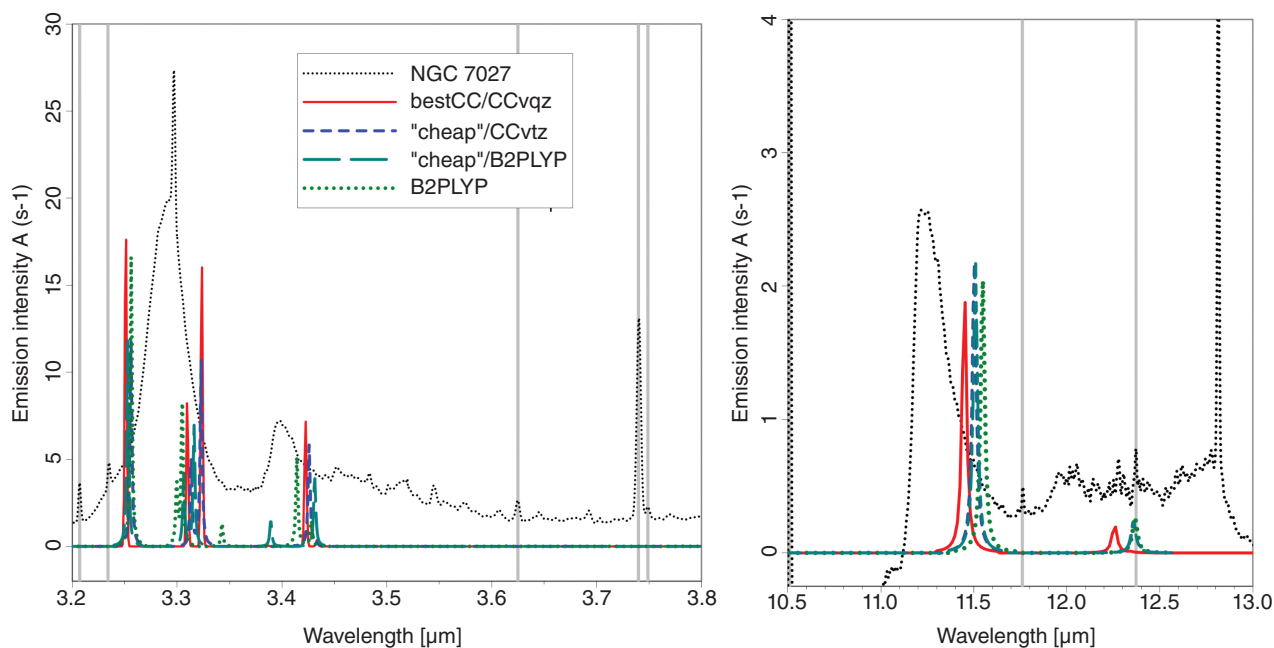 30
25
20
15
10
5
0
Emission intensity A (s-1)
3.2
3.3
3.4
3.5
3.6
3.7
3.8
Wavelength [µm]
NGC 7027
bestCC/CCvqz
"cheap"/CCvtz
"cheap"/B2PLYP
B2PLYP
4
3
2
1
0
Emission intensity A (s-1)
10.5
11.0
11.5
12.0
12.5
13.0
Wavelength [µm]